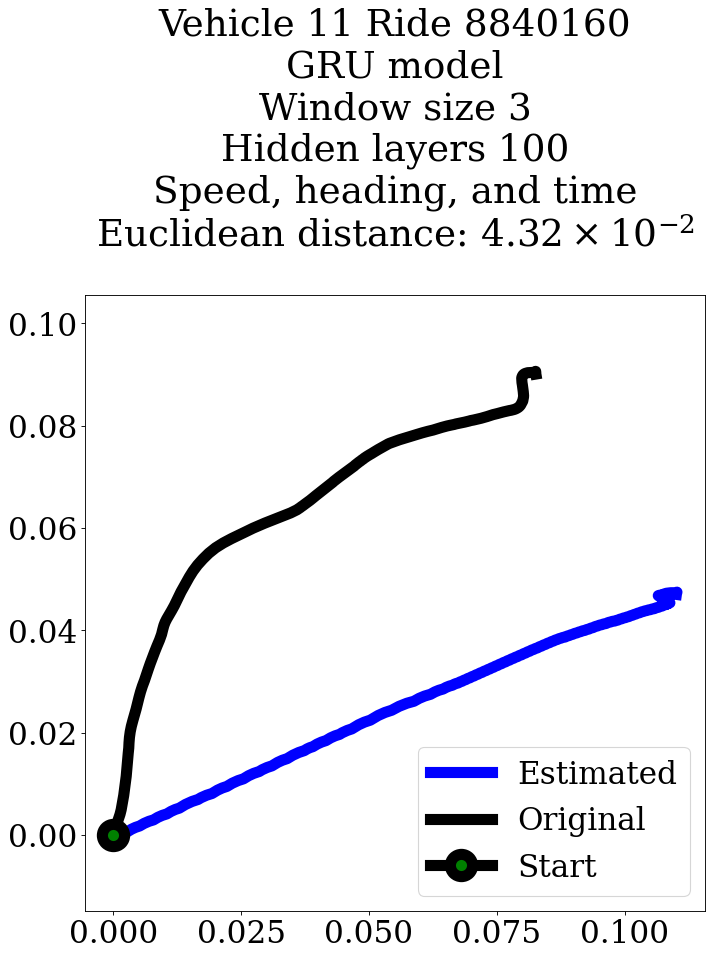 Vehicle 11 Ride 8840160
GRU model
Window size 3
Hidden layers 100
Speed, heading, and time
Euclidean distance: 4.32 × 10⁻²
0.10
0.08
0.06
0.04
0.02
0.00
Estimated
Original
Start
0.000 0.025 0.050 0.075 0.100